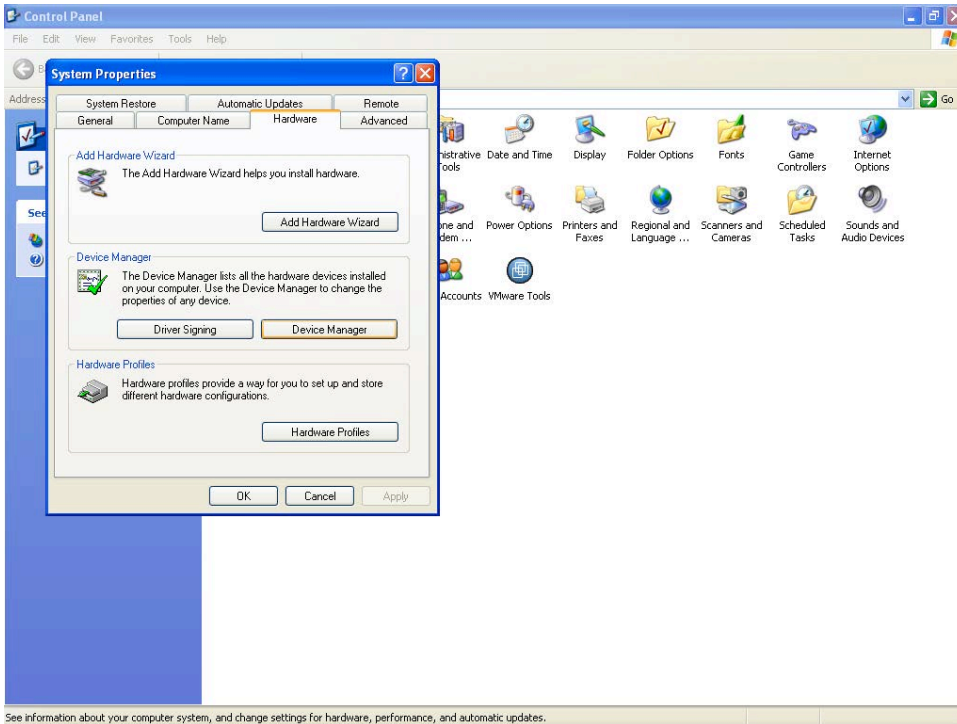 Control Panel
File Edit View Favorites Tools Help
System Properties
Address
Go
System Restore Automatic Updates Remote
General Computer Name Hardware Advanced
Add Hardware Wizard
The Add Hardware Wizard helps you install hardware.
Add Hardware Wizard
Device Manager
The Device Manager lists all the hardware devices installed
on your computer. Use the Device Manager to change the
properties of any device.
Driver Signing Device Manager
Hardware Profiles
Hardware profiles provide a way for you to set up and store
different hardware configurations.
Hardware Profiles
OK Cancel Apply
See
nistrative Date and Time Display Folder Options Fonts Game Internet
Tools Controllers Options
ne and Power Options Printers and Regional and Scanners and Scheduled Sounds and
dem ... Faxes Language ... Cameras Tasks Audio Devices
Accounts VMware Tools
See information about your computer system, and change settings for hardware, performance, and automatic updates.